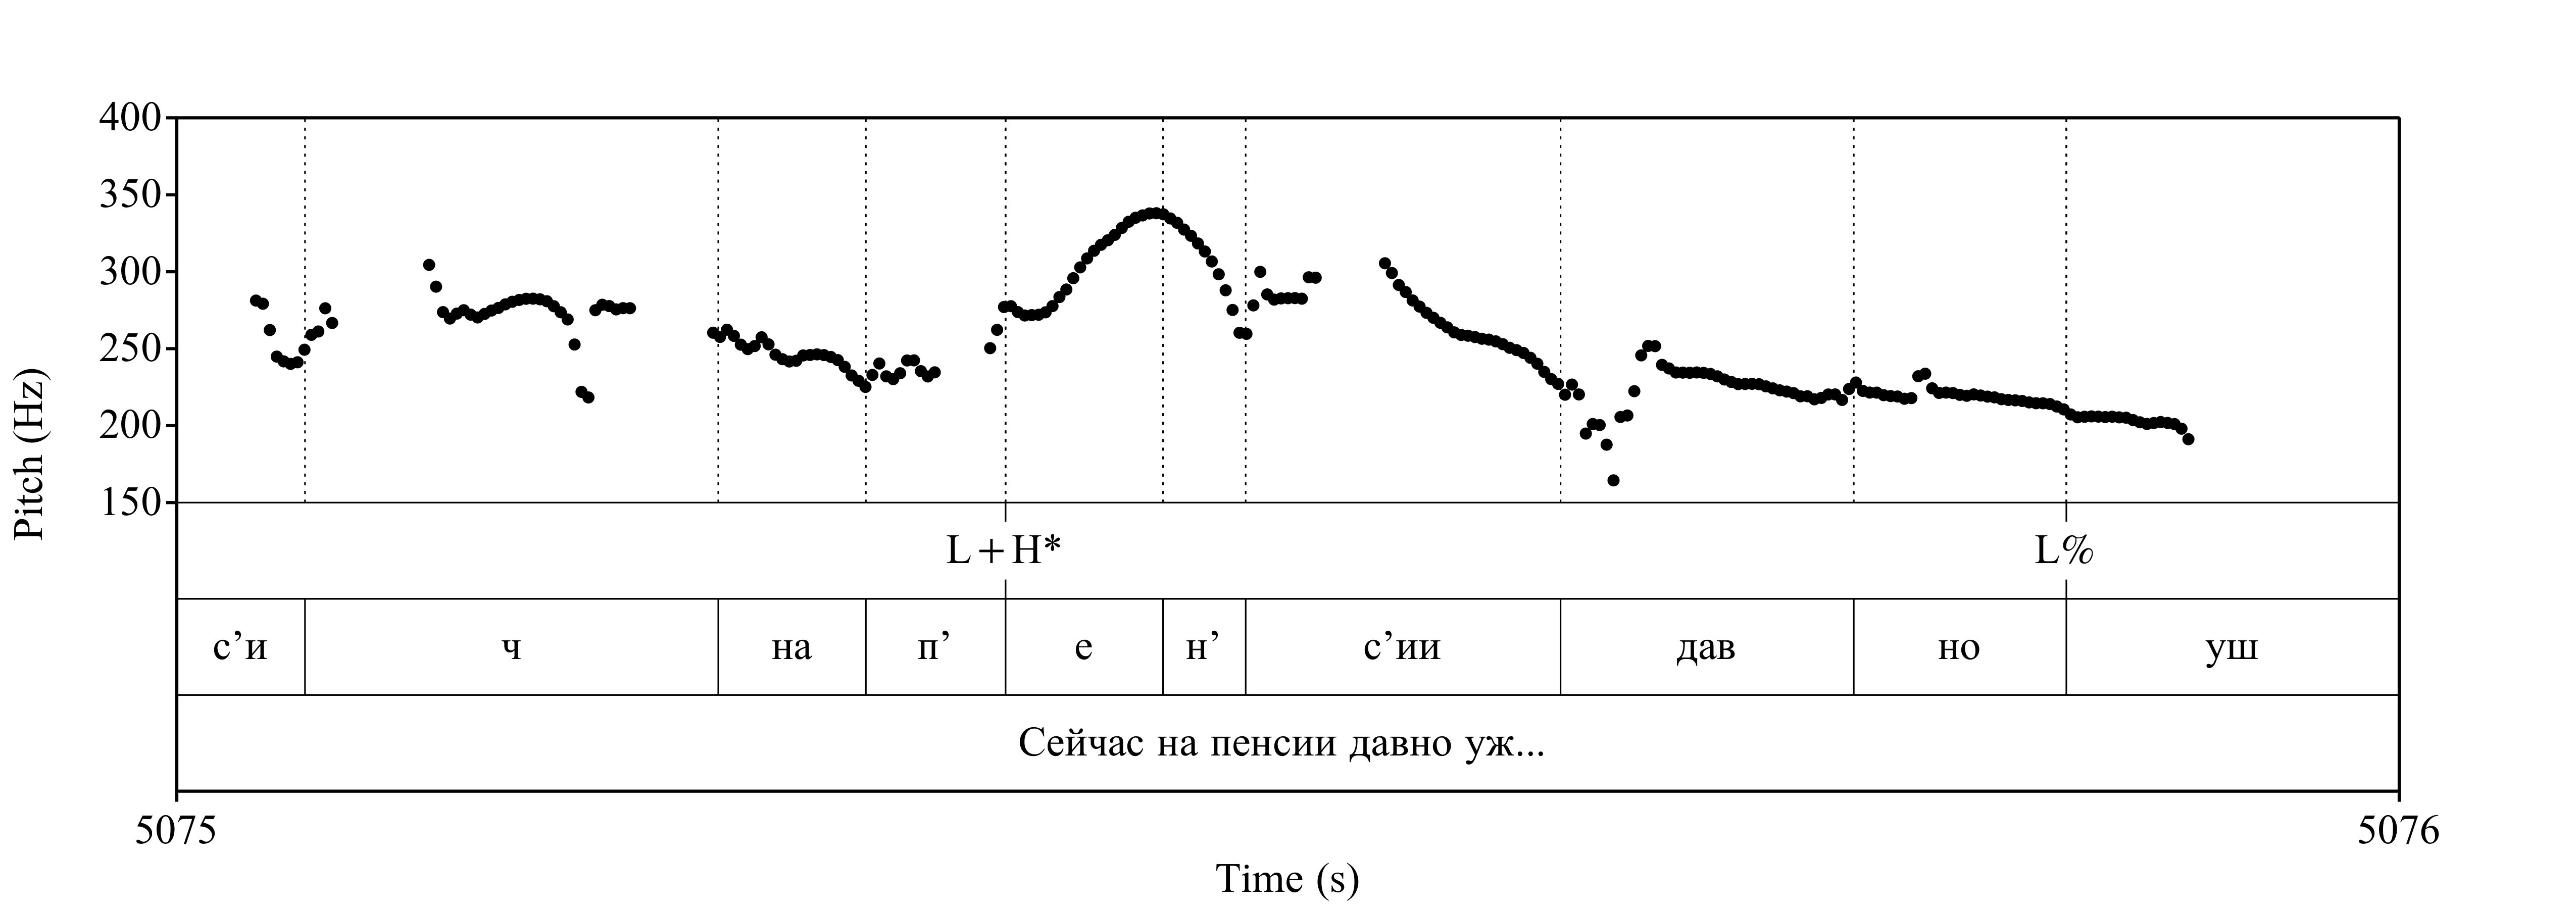 400
350
300
250
200
150
Pitch (Hz)
L+H* L%
с’и ч на п’ е н’ с’ии дав но уш
Сейчас на пенсии давно уж...
5075 5076
Time (s)